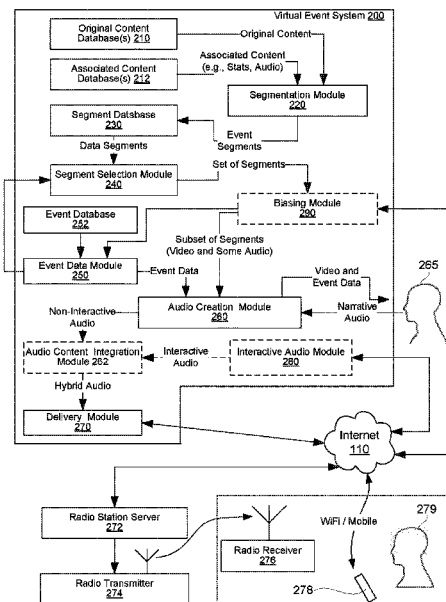 Virtual Event System 200
Original Content
Database(s) 210
Original Content
Associated Content
Database(s) 212
Associated Content
(e.g., Stats, Audio)
Segmentation Module
220
Segment Database
230
Event
Segments
Data Segments
Segment Selection Module
240
Set of Segments
Biasing Module
290
Event Database
252
Subset of Segments
(Video and Some Audio)
Event Data Module
250
Event Data
Video and
Event Data
265
Audio Creation Module
260
Narrative
Audio
Non-Interactive
Audio
Audio Content Integration
Module 262
Interactive
Audio
Interactive Audio Module
280
Hybrid Audio
Delivery Module
270
Internet
110
Radio Station Server
272
WiFi / Mobile
279
Radio Receiver
276
Radio Transmitter
274
278